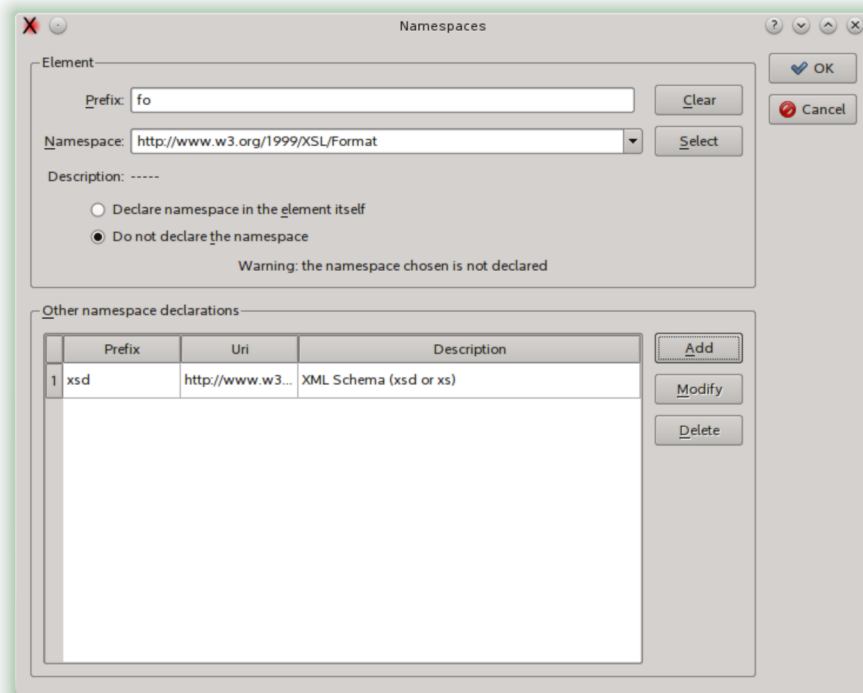 Namespaces
Element
Prefix: fo Clear
Namespace: http://www.w3.org/1999/XSL/Format Select
Description: -----
Declare namespace in the element itself
Do not declare the namespace
Warning: the namespace chosen is not declared
OK
Cancel
Other namespace declarations
Prefix Uri Description
1 xsd http://www.w3... XML Schema (xsd or xs)
Add
Modify
Delete